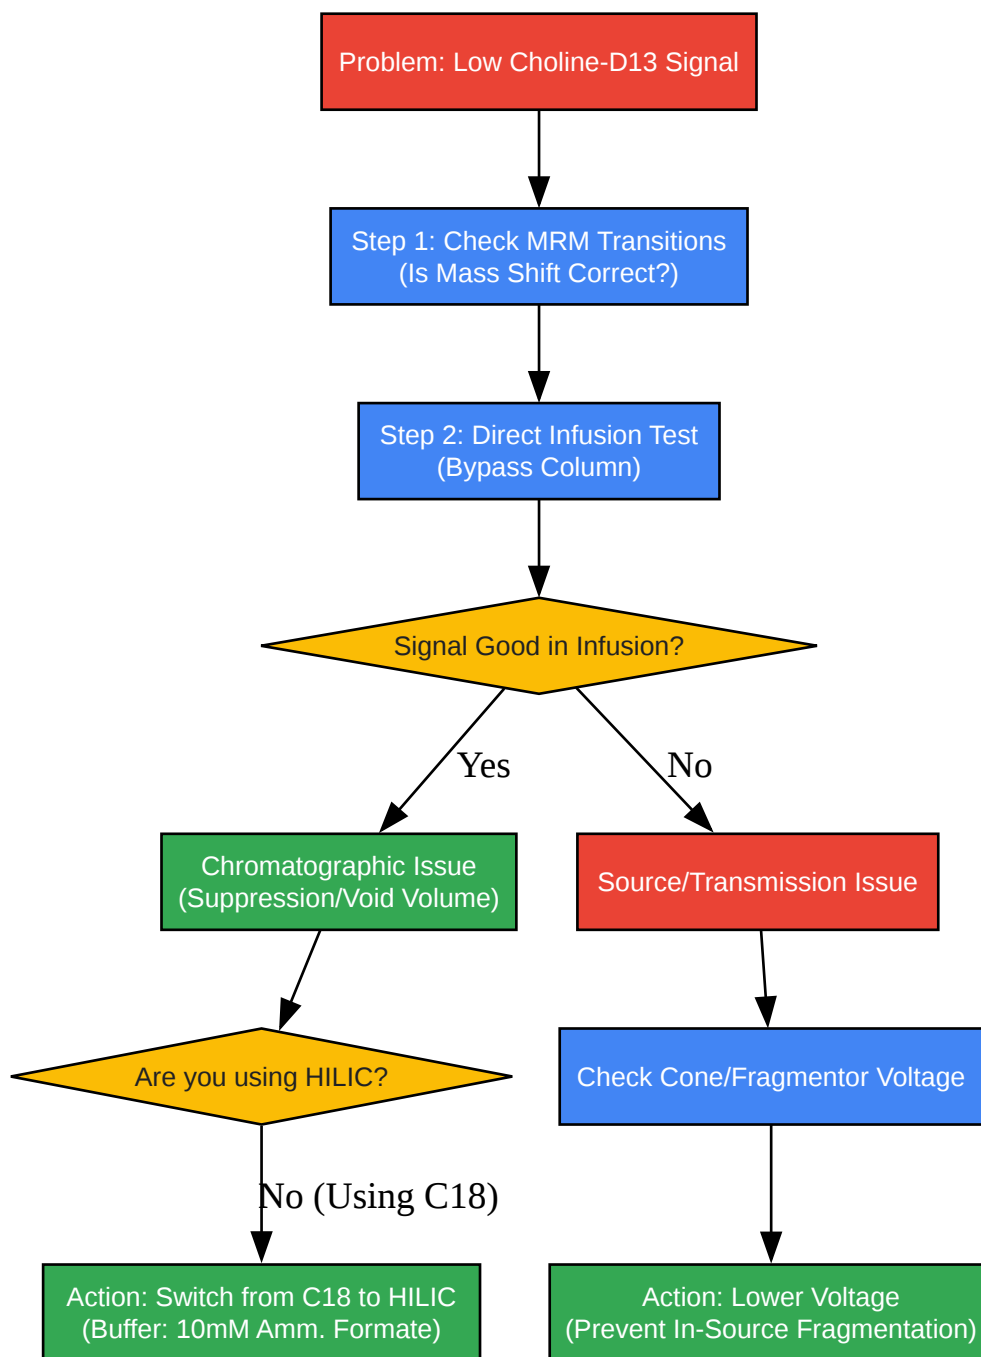 Problem: Low Choline-D13 Signal
Step 1: Check MRM Transitions
(Is Mass Shift Correct?)
Step 2: Direct Infusion Test
(Bypass Column)
Signal Good in Infusion?
Yes
No
Chromatographic Issue
(Suppression/Void Volume)
Source/Transmission Issue
Are you using HILIC?
Check Cone/Fragmentor Voltage
No (Using C18)
Action: Switch from C18 to HILIC
(Buffer: 10mM Amm. Formate)
Action: Lower Voltage
(Prevent In-Source Fragmentation)